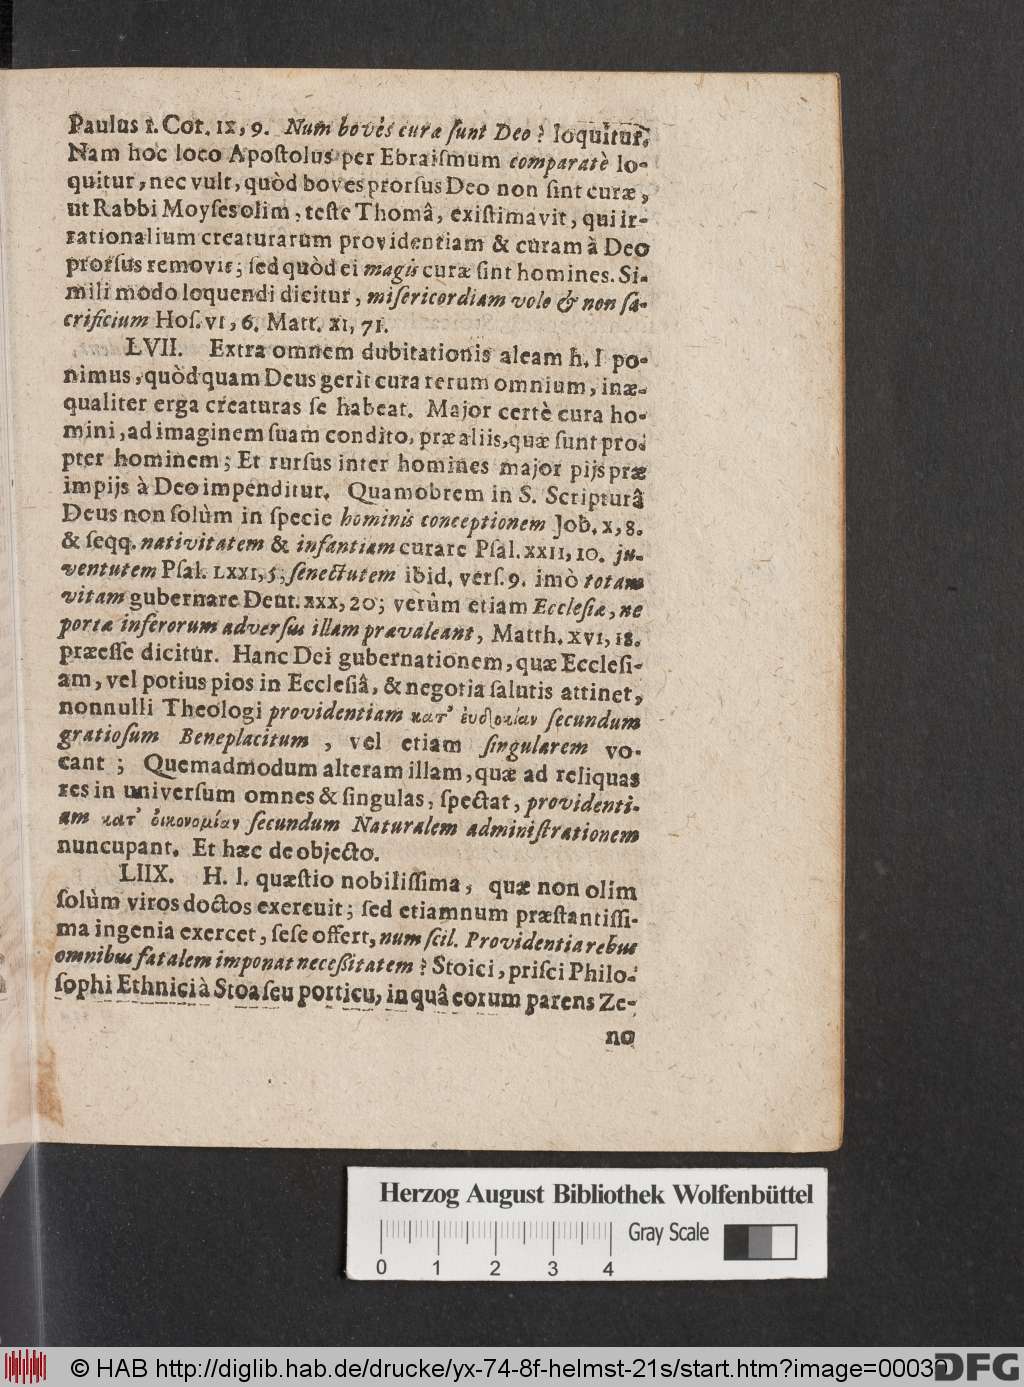 Paulus 1. Cor. IX, 9. Num boves curæ ſunt Deo? loquitur.
Nam hoc loco Apoſtolus per Ebraiſmum comparatè lo-
quitur, nec vult, quòd boves prorſus Deo non ſint curæ,
ut Rabbi Moyſes olim, teſte Thomâ, exiſtimavit, qui ir-
rationalium creaturarum providentiam & curam à Deo
prorſus removit; ſed quòd ei magis curæ ſint homines. Si-
mili modo loquendi dicitur, miſericordiam volo & non ſa-
crificium Hoſ. VI, 6. Matt. XI, 71.
LVII. Extra omnem dubitationis aleam h. l po-
nimus, quòd quam Deus gerit cura rerum omnium, inæ-
qualiter erga creaturas ſe habeat. Major certè cura ho-
mini, ad imaginem ſuam condito, præ aliis, quæ ſunt pro-
pter hominem; Et rurſus inter homines major pijs præ
impijs à Deo impenditur. Quamobrem in S. Scripturâ
Deus non ſolùm in ſpecie hominis conceptionem Job. X, 8.
& ſeqq. nativitatem & infantiam curare Pſal. XXII, 10. ju-
ventutem Pſal. LXXI, 5; ſenectutem ibid. verſ. 9. imò totam
vitam gubernare Deut. XXX, 20; verùm etiam Eccleſiæ, ne
portæ inferorum adverſus illam prævaleant, Matth. XVI, 18.
præeſſe dicitur. Hanc Dei gubernationem, quæ Eccleſi-
am, vel potius pios in Eccleſiâ, & negotia ſalutis attinet,
nonnulli Theologi providentiam κατ' ἐυδοκίαν ſecundum
gratioſum Beneplacitum, vel etiam ſingularem vo-
cant; Quemadmodum alteram illam, quæ ad reliquas
res in univerſum omnes & ſingulas, ſpectat, providenti-
am κατ' ὀικονομίαν ſecundum Naturalem adminiſtrationem
nuncupant. Et hæc de objecto.
LIIX. H. l. quæſtio nobiliſſima, quæ non olim
ſolùm viros doctos exercuit; ſed etiamnum præſtantiſſi-
ma ingenia exercet, ſeſe offert, num ſcil. Providentia rebus
omnibus fatalem imponat neceßitatem? Stoici, priſci Philo-
ſophi Ethnici à Stoa ſeu porticu, in quâ eorum parens Ze-
no
Herzog August Bibliothek Wolfenbüttel
Gray Scale
0 1 2 3 4
© HAB http://diglib.hab.de/drucke/yx-74-8f-helmst-21s/start.htm?image=00039
DFG